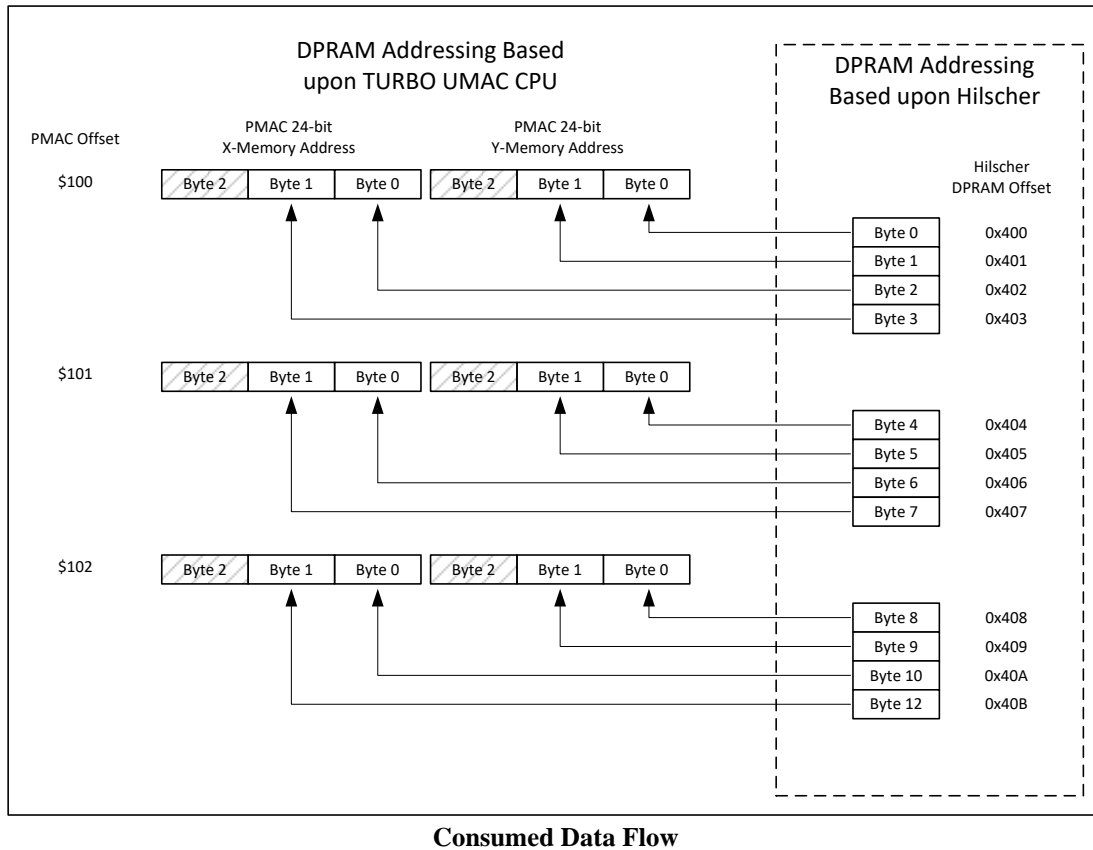 DPRAM Addressing Based
upon TURBO UMAC CPU
DPRAM Addressing
Based upon Hilscher
PMAC Offset
PMAC 24-bit
X-Memory Address
PMAC 24-bit
Y-Memory Address
Hilscher
DPRAM Offset
$100
Byte 2 Byte 1 Byte 0 Byte 2 Byte 1 Byte 0
Byte 0 0x400
Byte 1 0x401
Byte 2 0x402
Byte 3 0x403
$101
Byte 2 Byte 1 Byte 0 Byte 2 Byte 1 Byte 0
Byte 4 0x404
Byte 5 0x405
Byte 6 0x406
Byte 7 0x407
$102
Byte 2 Byte 1 Byte 0 Byte 2 Byte 1 Byte 0
Byte 8 0x408
Byte 9 0x409
Byte 10 0x40A
Byte 12 0x40B
Consumed Data Flow